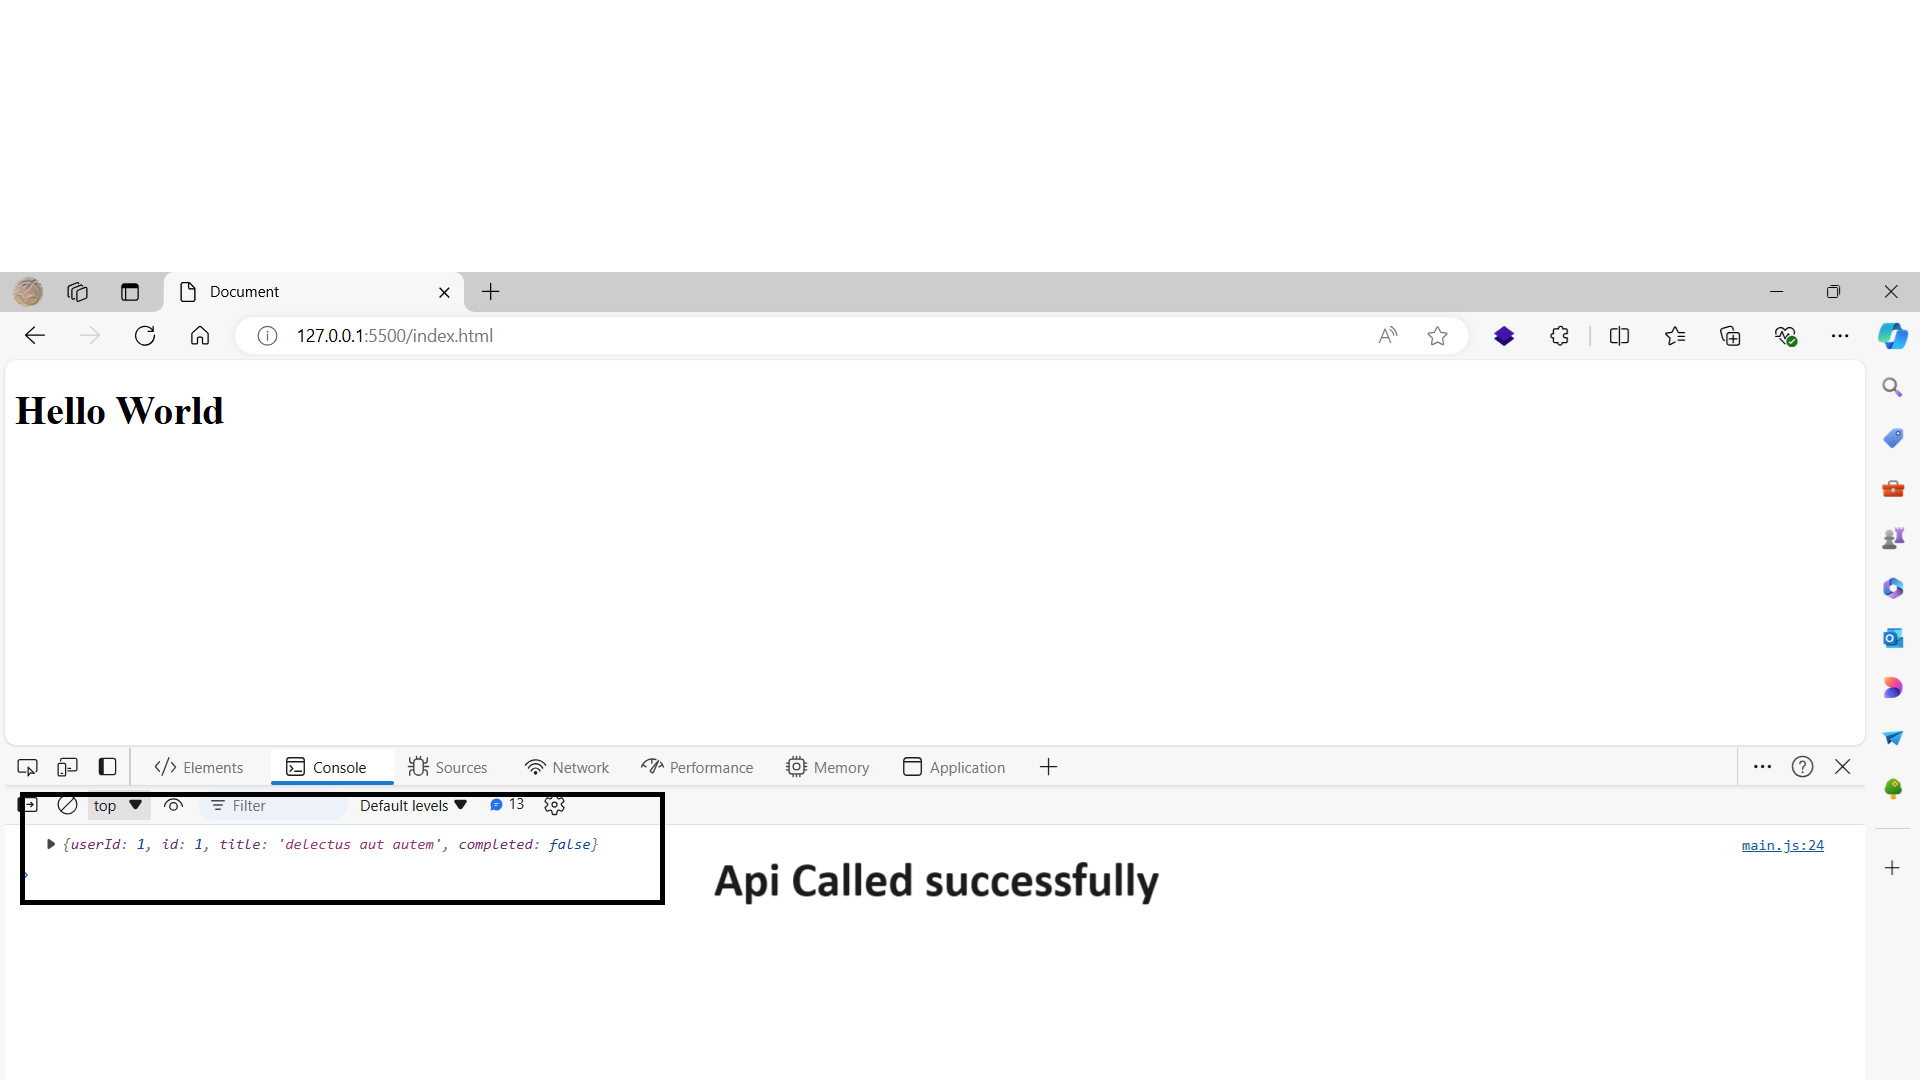 Document
127.0.0.1:5500/index.html
Hello World
Elements Console Sources Network Performance Memory Application
top Filter Default levels 13
{userId: 1, id: 1, title: 'delectus aut autem', completed: false} main.js:24
Api Called successfully